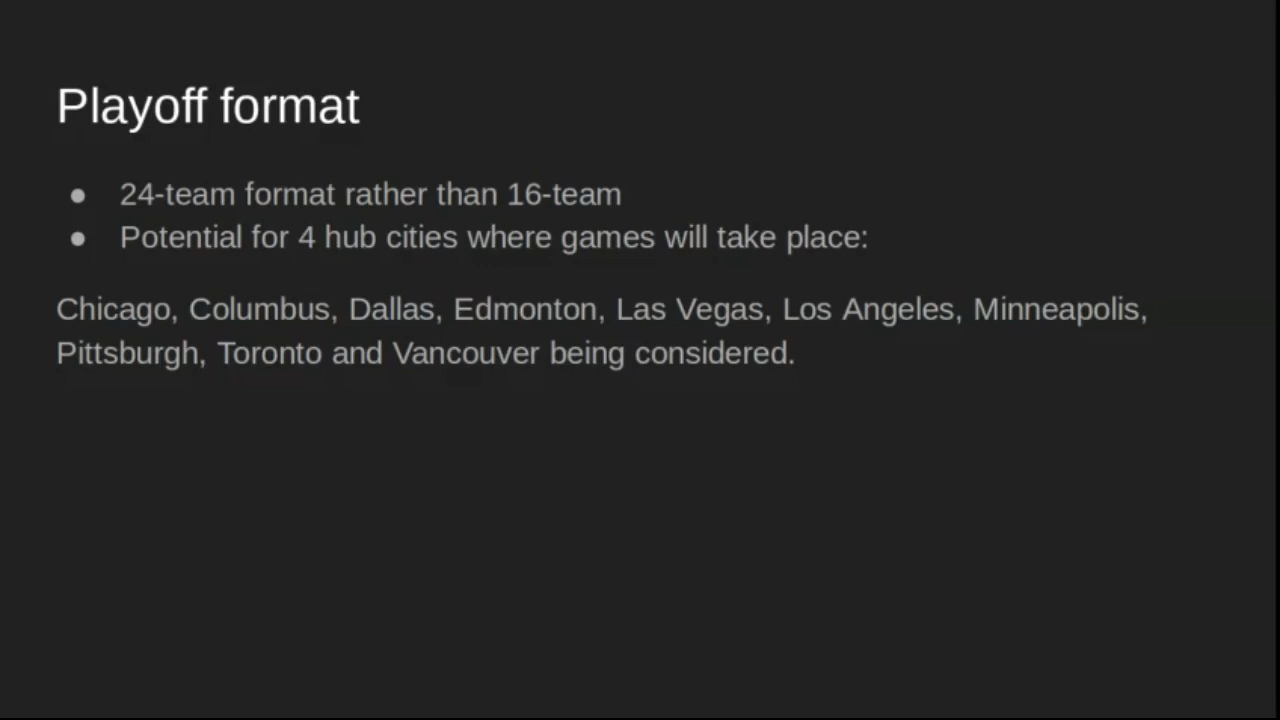 Playoff format
● 24-team format rather than 16-team
● Potential for 4 hub cities where games will take place:
Chicago, Columbus, Dallas, Edmonton, Las Vegas, Los Angeles, Minneapolis,
Pittsburgh, Toronto and Vancouver being considered.